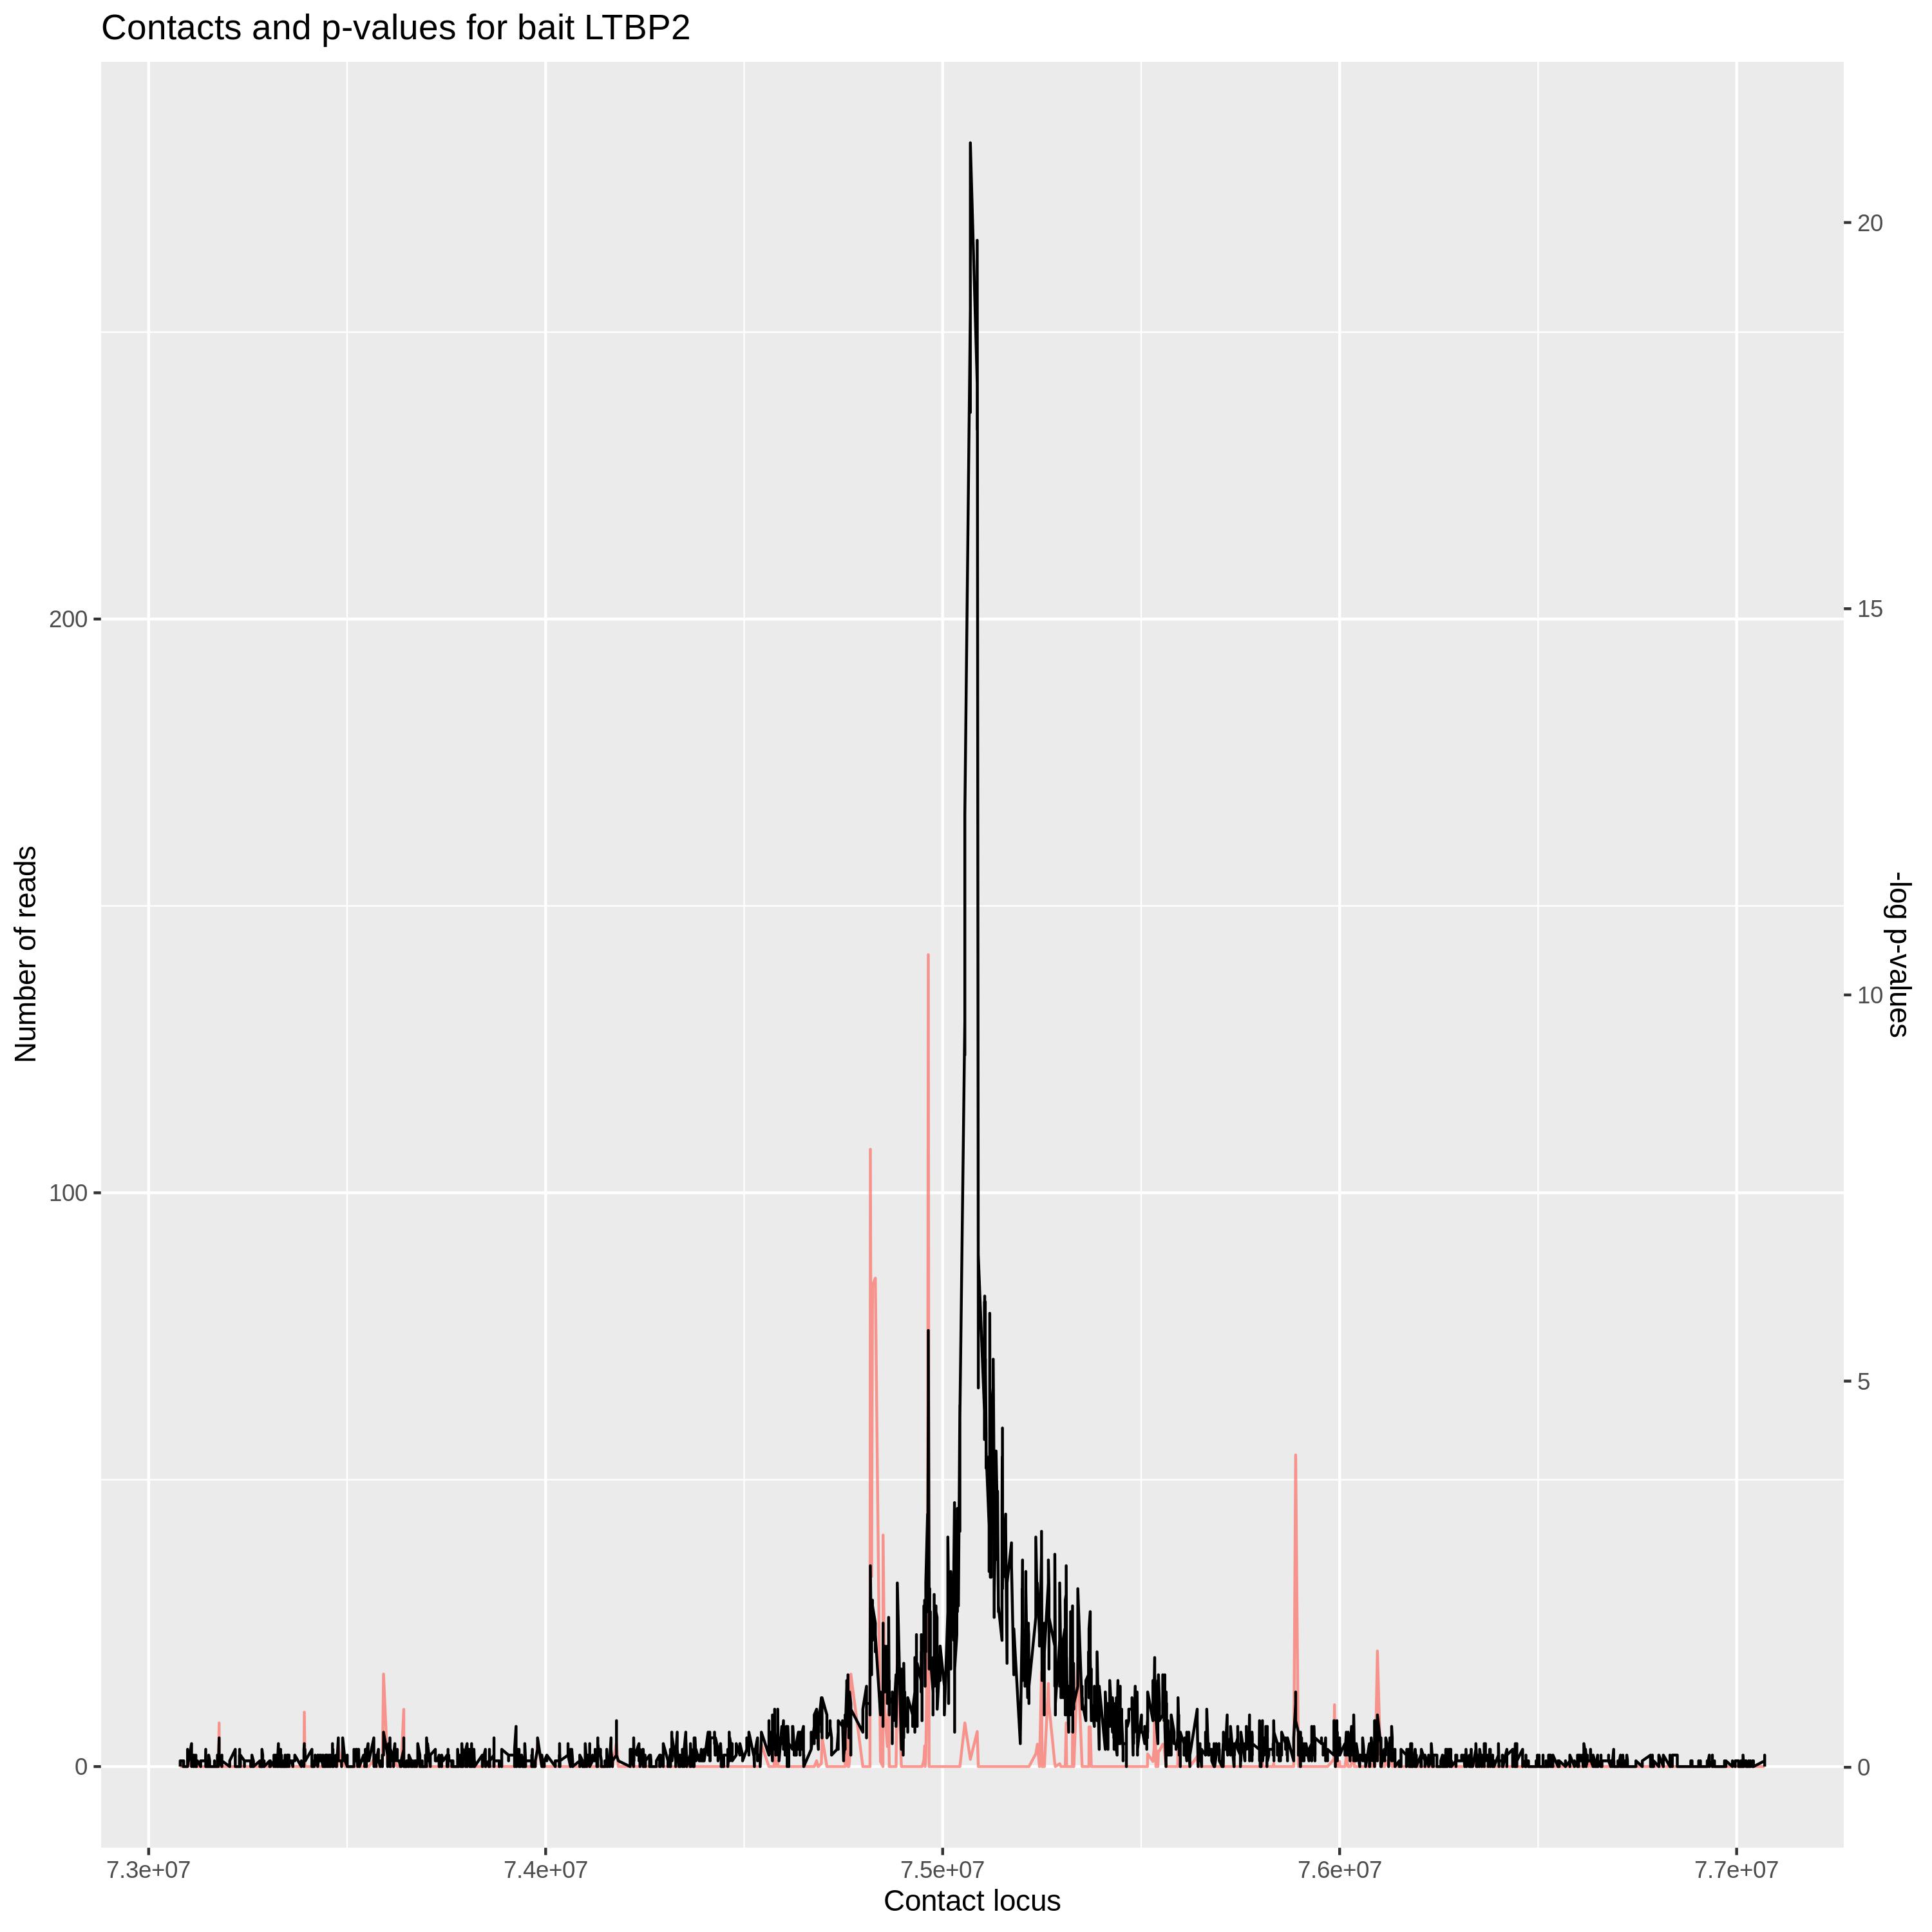 Contacts and p-values for bait LTBP2
Number of reads
200
100
0
20
15
10
5
0
-log p-values
7.3e+07 7.4e+07 7.5e+07 7.6e+07 7.7e+07
Contact locus